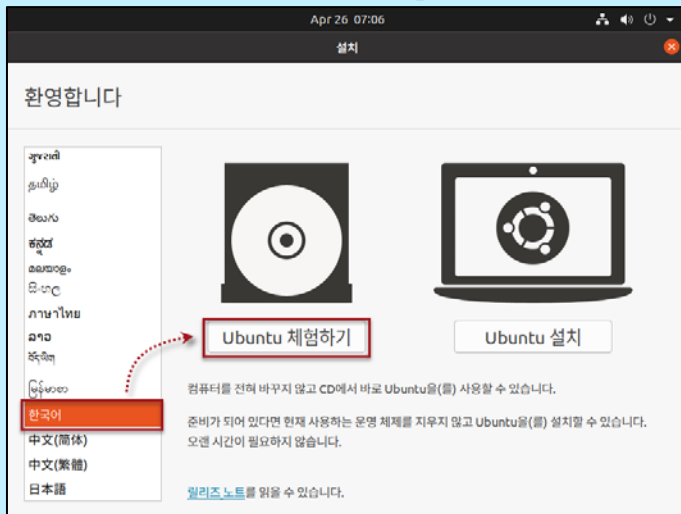 Apr 26 07:06
설치
환영합니다
ગુજરાતી
தமிழ்
తెలుగు
ಕನ್ನಡ
മലയാളം
සිංහල
ภาษาไทย
ລາວ
བོད་ཡིག
မြန်မာစာ
한국어
中文(简体)
中文(繁體)
日本語
Ubuntu 체험하기
Ubuntu 설치
컴퓨터를 전혀 바꾸지 않고 CD에서 바로 Ubuntu을(를) 사용할 수 있습니다.
준비가 되어 있다면 현재 사용하는 운영 체제를 지우지 않고 Ubuntu을(를) 설치할 수 있습니다.
오랜 시간이 필요하지 않습니다.
릴리즈 노트를 읽을 수 있습니다.